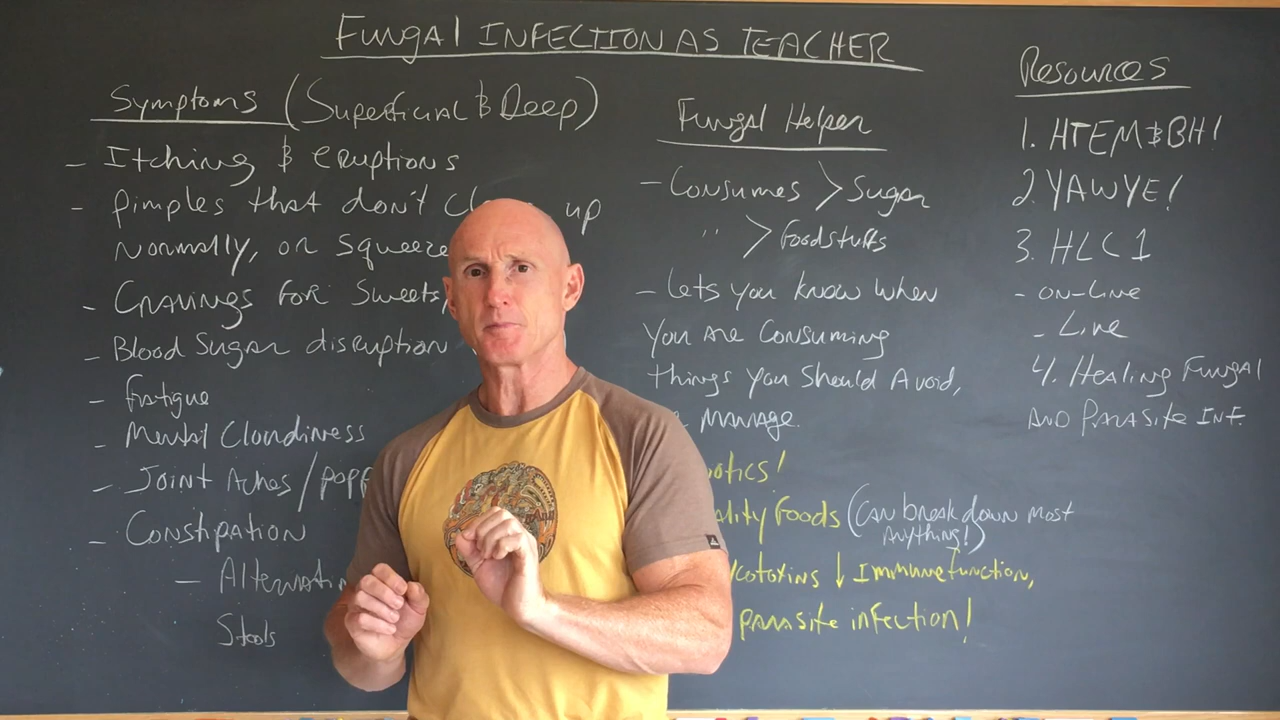 FUNGAL INFECTION AS TEACHER
Symptoms (Superficial & Deep)
- Itching & eruptions
- Pimples that don't up
Normally, or squeeze
- Cravings for Sweets,
- Blood Sugar disruption
- fatigue
- Mental Cloudiness
- Joint Aches /
- Constipation
-
Stools
Fungal Helper
- Consumes > Sugar
" > foodstuffs
- Lets you know when
you are consuming
things you should Avoid,
Manage.
Foods (Can break down most
Anything!)
↓ Immune function,
parasite infection!
Resources
1. HTEM & BH!
2. YAWYE!
3. HLC 1
- ON-LINE
- Live
4. Healing Fungal
AND Parasite Inf.